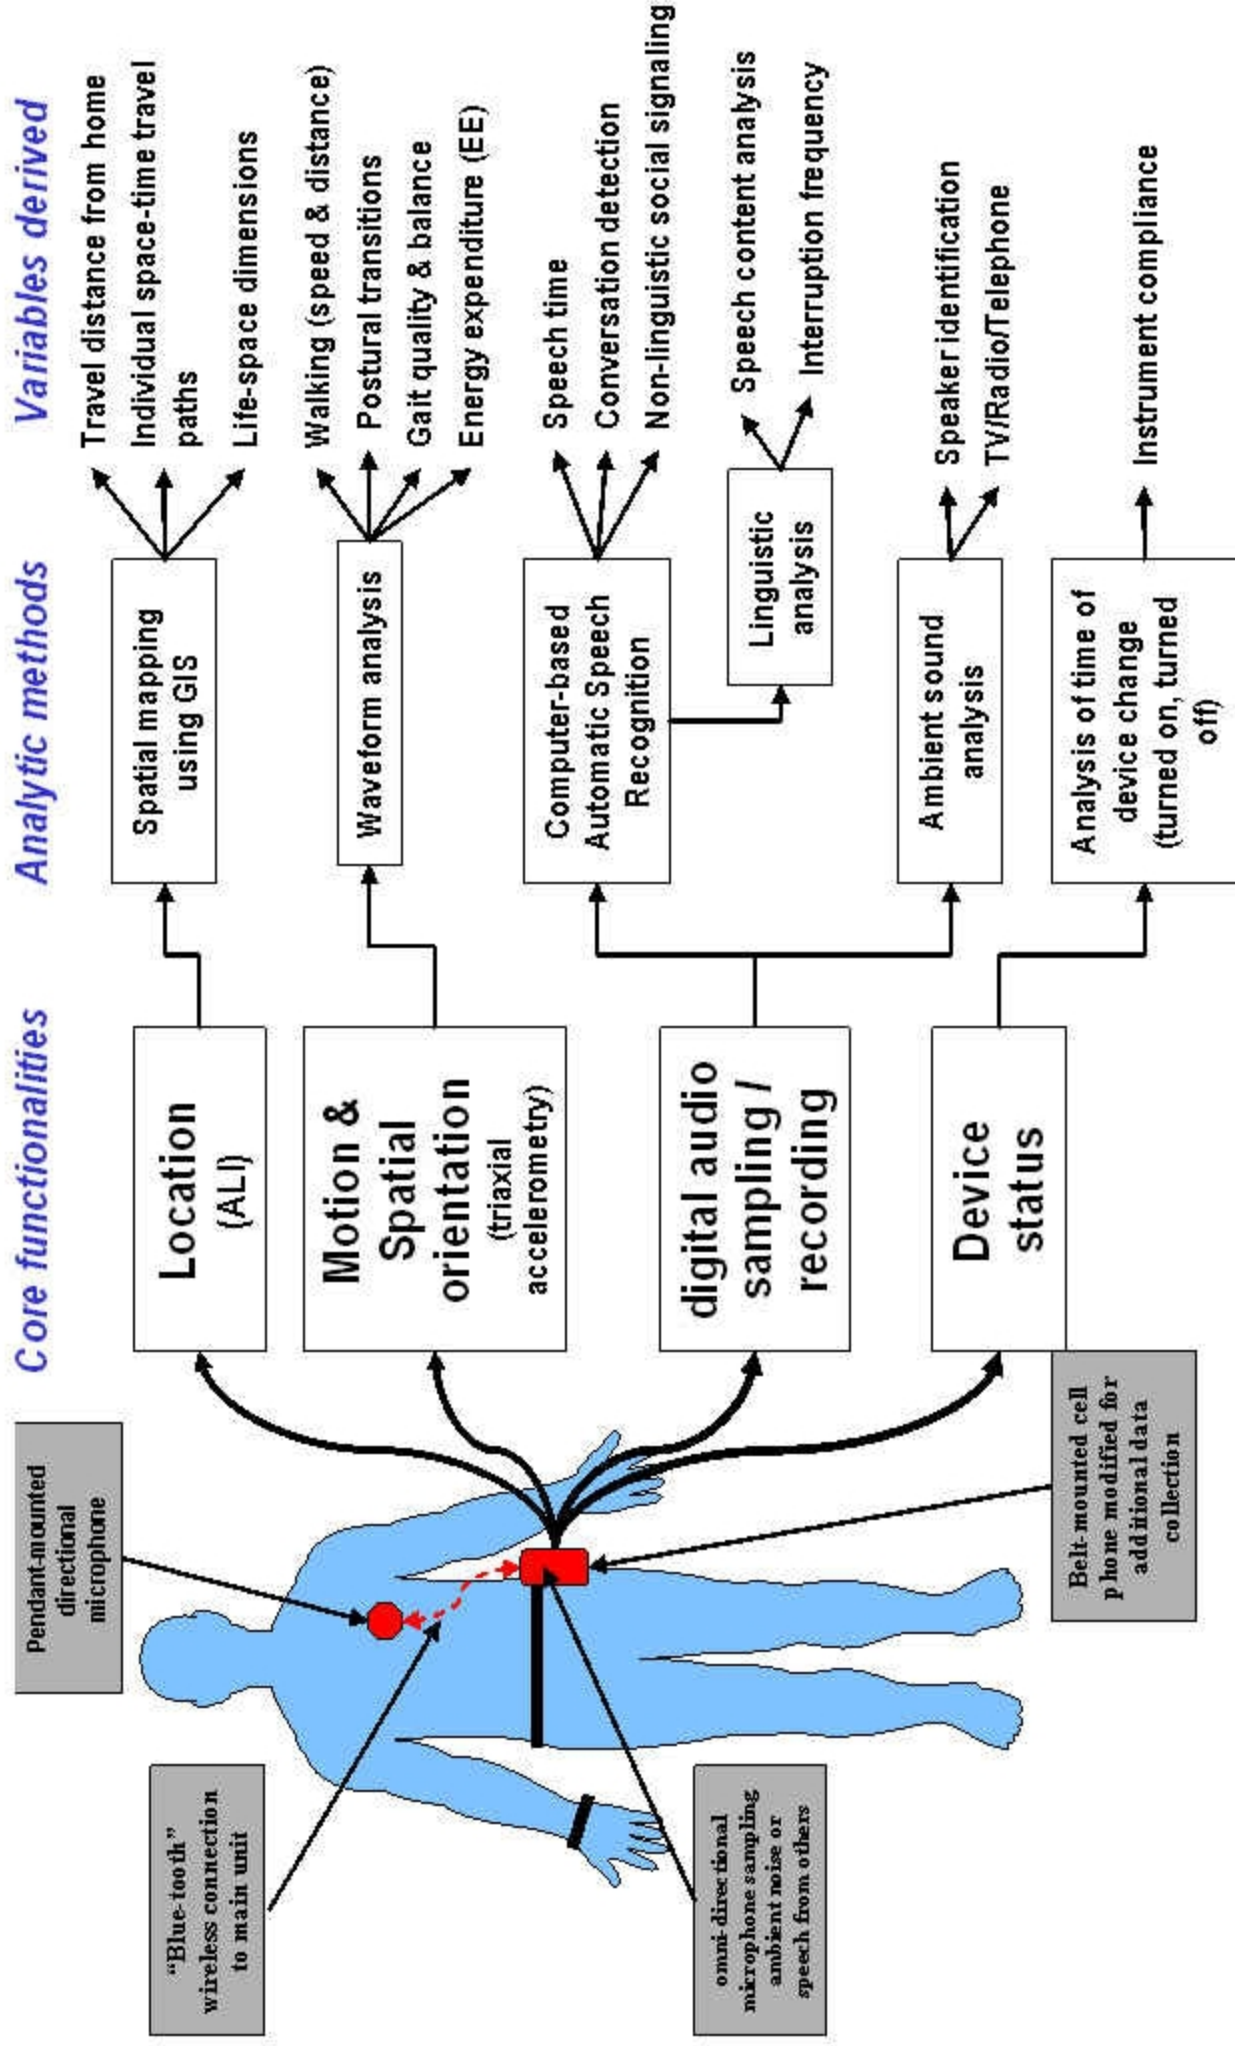 Core functionalities
Analytic methods
Variables derived
Pendant-mounted
directional
microphone
“Blue-tooth”
wireless connection
to main unit
omni-directional
microphone sampling
ambient noise or
speech from others
Belt-mounted cell
phone modified for
additional data
collection
Location
(ALI)
Motion &
Spatial
orientation
(triaxial
accelerometry)
digital audio
sampling /
recording
Device
status
Spatial mapping
using GIS
Waveform analysis
Computer-based
Automatic Speech
Recognition
Linguistic
analysis
Ambient sound
analysis
Analysis of time of
device change
(turned on, turned
off)
Travel distance from home
Individual space-time travel
paths
Life-space dimensions
Walking (speed & distance)
Postural transitions
Gait quality & balance
Energy expenditure (EE)
Speech time
Conversation detection
Non-linguistic social signaling
Speech content analysis
Interruption frequency
Speaker identification
TV/Radio/Telephone
Instrument compliance